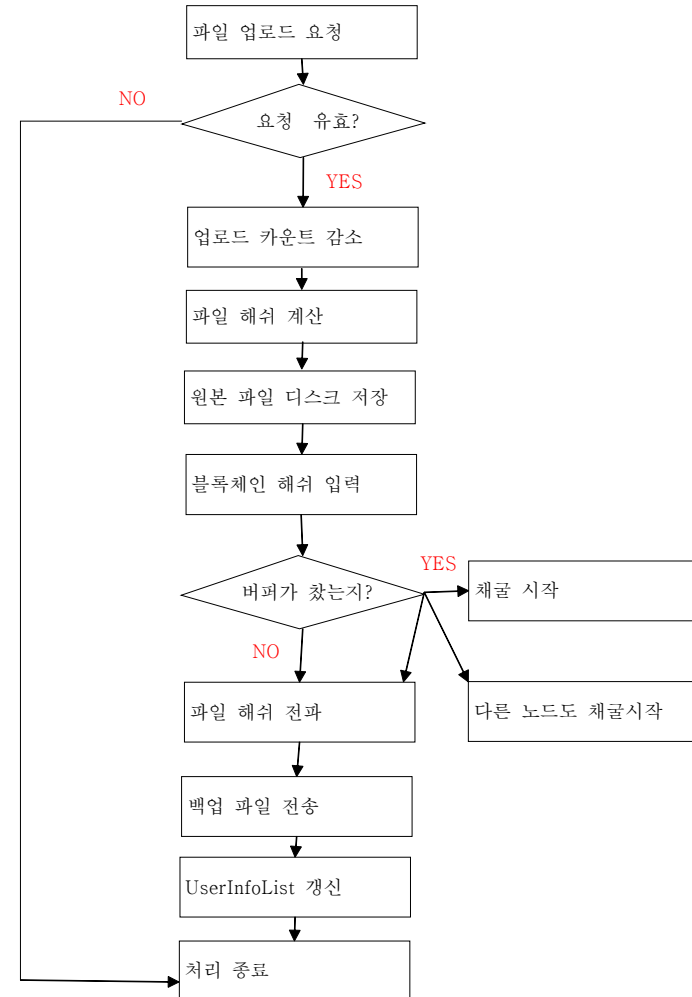 파일 업로드 요청
NO
요청 유효?
YES
업로드 카운트 감소
파일 해쉬 계산
원본 파일 디스크 저장
블록체인 해쉬 입력
YES
버퍼가 찼는지?
채굴 시작
NO
파일 해쉬 전파
다른 노드도 채굴시작
백업 파일 전송
UserInfoList 갱신
처리 종료